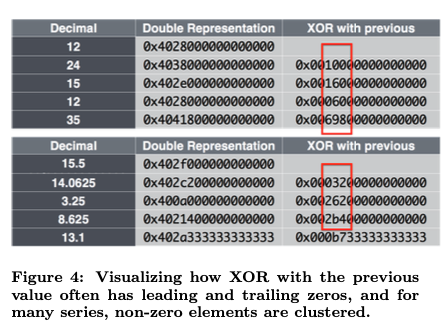 Decimal Double Representation XOR with previous
12 0x4028000000000000
24 0x4038000000000000 0x0010000000000000
15 0x402e000000000000 0x0016000000000000
12 0x4028000000000000 0x0006000000000000
35 0x4041800000000000 0x0069800000000000
Decimal Double Representation XOR with previous
15.5 0x402f000000000000
14.0625 0x402c200000000000 0x0003200000000000
3.25 0x400a000000000000 0x0026200000000000
8.625 0x4021400000000000 0x002b400000000000
13.1 0x402a333333333333 0x000b733333333333
Figure 4: Visualizing how XOR with the previous
value often has leading and trailing zeros, and for
many series, non-zero elements are clustered.